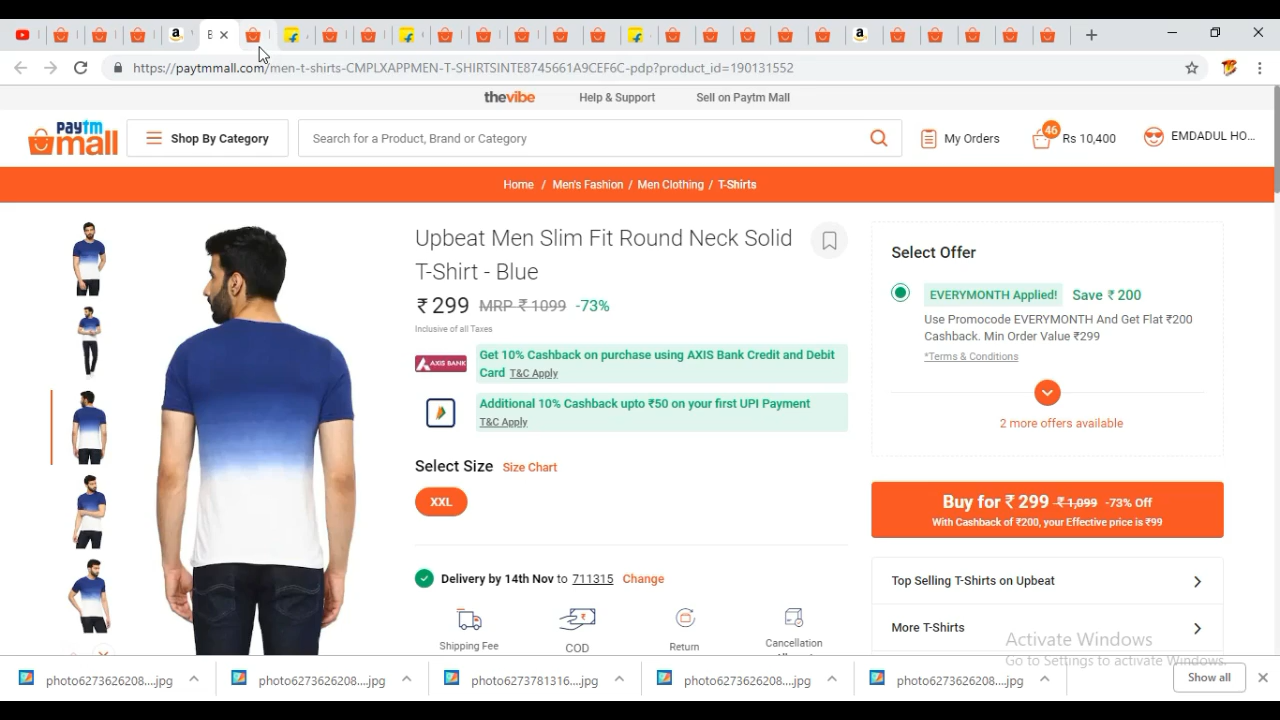 https://paytmmall.com/men-t-shirts-CMPLXAPPMEN-T-SHIRTSINTE8745661A9CEF6C-pdp?product_id=190131552
thevibe Help & Support Sell on Paytm Mall
paytm mall
Shop By Category
Search for a Product, Brand or Category
My Orders
46
Rs 10,400
EMDADUL HO...
Home / Men's Fashion / Men Clothing / T-Shirts
Upbeat Men Slim Fit Round Neck Solid
T-Shirt - Blue
₹ 299 MRP ₹ 1099 -73%
Inclusive of all Taxes
AXIS BANK
Get 10% Cashback on purchase using AXIS Bank Credit and Debit
Card T&C Apply
Additional 10% Cashback upto ₹50 on your first UPI Payment
T&C Apply
Select Size Size Chart
XXL
Delivery by 14th Nov to 711315 Change
Shipping Fee
COD
Return
Cancellation
Select Offer
EVERYMONTH Applied! Save ₹ 200
Use Promocode EVERYMONTH And Get Flat ₹200
Cashback. Min Order Value ₹299
*Terms & Conditions
2 more offers available
Buy for ₹ 299 ₹ 1,099 -73% Off
With Cashback of ₹200, your Effective price is ₹99
Top Selling T-Shirts on Upbeat
More T-Shirts
Activate Windows
Go to Settings to activate Windows.
photo6273626208....jpg
photo6273626208....jpg
photo6273781316....jpg
photo6273626208....jpg
photo6273626208....jpg
Show all